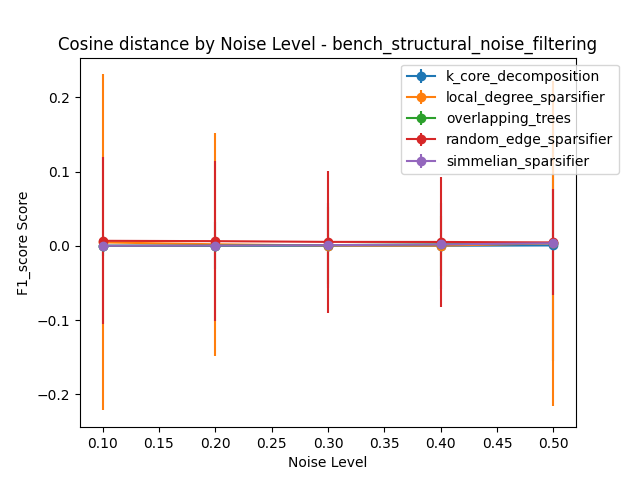 Cosine distance by Noise Level - bench_structural_noise_filtering
k_core_decomposition
local_degree_sparsifier
overlapping_trees
random_edge_sparsifier
simmelian_sparsifier
F1_score Score
0.2
0.1
0.0
−0.1
−0.2
0.10 0.15 0.20 0.25 0.30 0.35 0.40 0.45 0.50
Noise Level